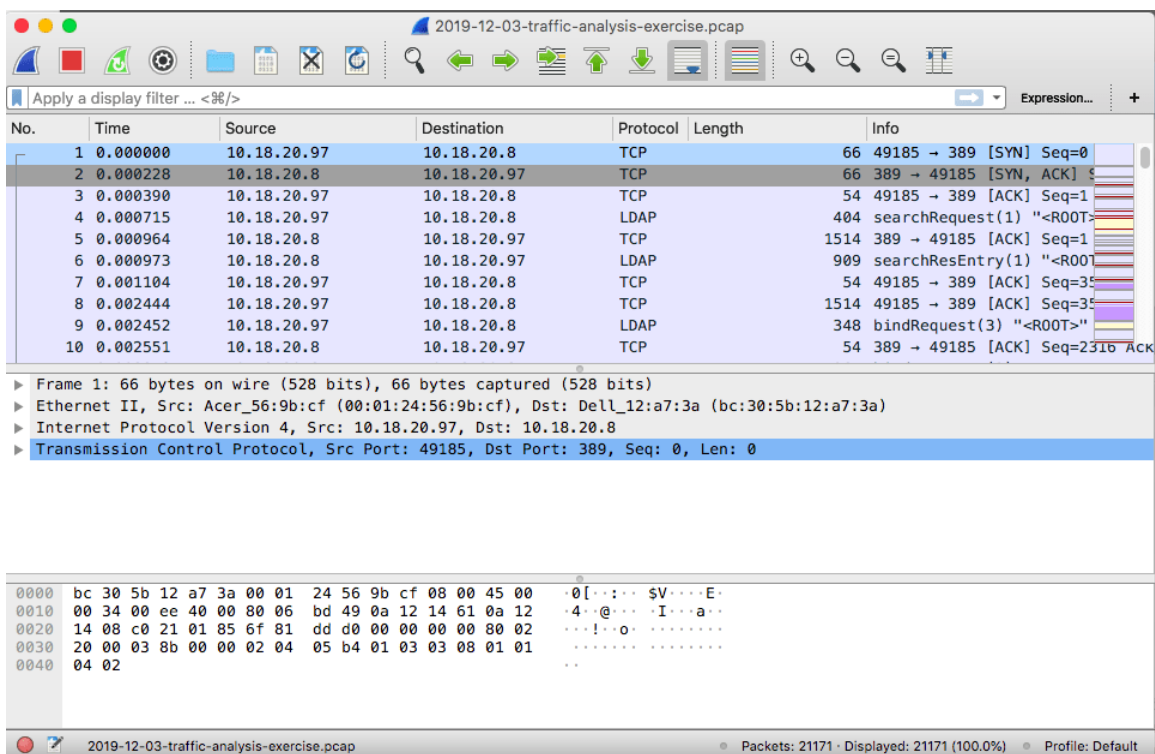 2019-12-03-traffic-analysis-exercise.pcap
Apply a display filter ... <⌘/> Expression... +
No. Time Source Destination Protocol Length Info
1 0.000000 10.18.20.97 10.18.20.8 TCP 66 49185 → 389 [SYN] Seq=0
2 0.000228 10.18.20.8 10.18.20.97 TCP 66 389 → 49185 [SYN, ACK]
3 0.000390 10.18.20.97 10.18.20.8 TCP 54 49185 → 389 [ACK] Seq=1
4 0.000715 10.18.20.97 10.18.20.8 LDAP 404 searchRequest(1) "<ROOT>
5 0.000964 10.18.20.8 10.18.20.97 TCP 1514 389 → 49185 [ACK] Seq=1
6 0.000973 10.18.20.8 10.18.20.97 LDAP 909 searchResEntry(1) "<ROOT
7 0.001104 10.18.20.97 10.18.20.8 TCP 54 49185 → 389 [ACK] Seq=35
8 0.002444 10.18.20.97 10.18.20.8 TCP 1514 49185 → 389 [ACK] Seq=35
9 0.002452 10.18.20.97 10.18.20.8 LDAP 348 bindRequest(3) "<ROOT>"
10 0.002551 10.18.20.8 10.18.20.97 TCP 54 389 → 49185 [ACK] Seq=2316 Ack
Frame 1: 66 bytes on wire (528 bits), 66 bytes captured (528 bits)
Ethernet II, Src: Acer_56:9b:cf (00:01:24:56:9b:cf), Dst: Dell_12:a7:3a (bc:30:5b:12:a7:3a)
Internet Protocol Version 4, Src: 10.18.20.97, Dst: 10.18.20.8
Transmission Control Protocol, Src Port: 49185, Dst Port: 389, Seq: 0, Len: 0
0000 bc 30 5b 12 a7 3a 00 01 24 56 9b cf 08 00 45 00 ·0[··:·· $V····E·
0010 00 34 00 ee 40 00 80 06 bd 49 0a 12 14 61 0a 12 ·4··@··· ·I···a··
0020 14 08 c0 21 01 85 6f 81 dd d0 00 00 00 00 80 02 ···!··o· ········
0030 20 00 03 8b 00 00 02 04 05 b4 01 03 03 08 01 01 ······· ········
0040 04 02 ··
2019-12-03-traffic-analysis-exercise.pcap Packets: 21171 · Displayed: 21171 (100.0%) Profile: Default